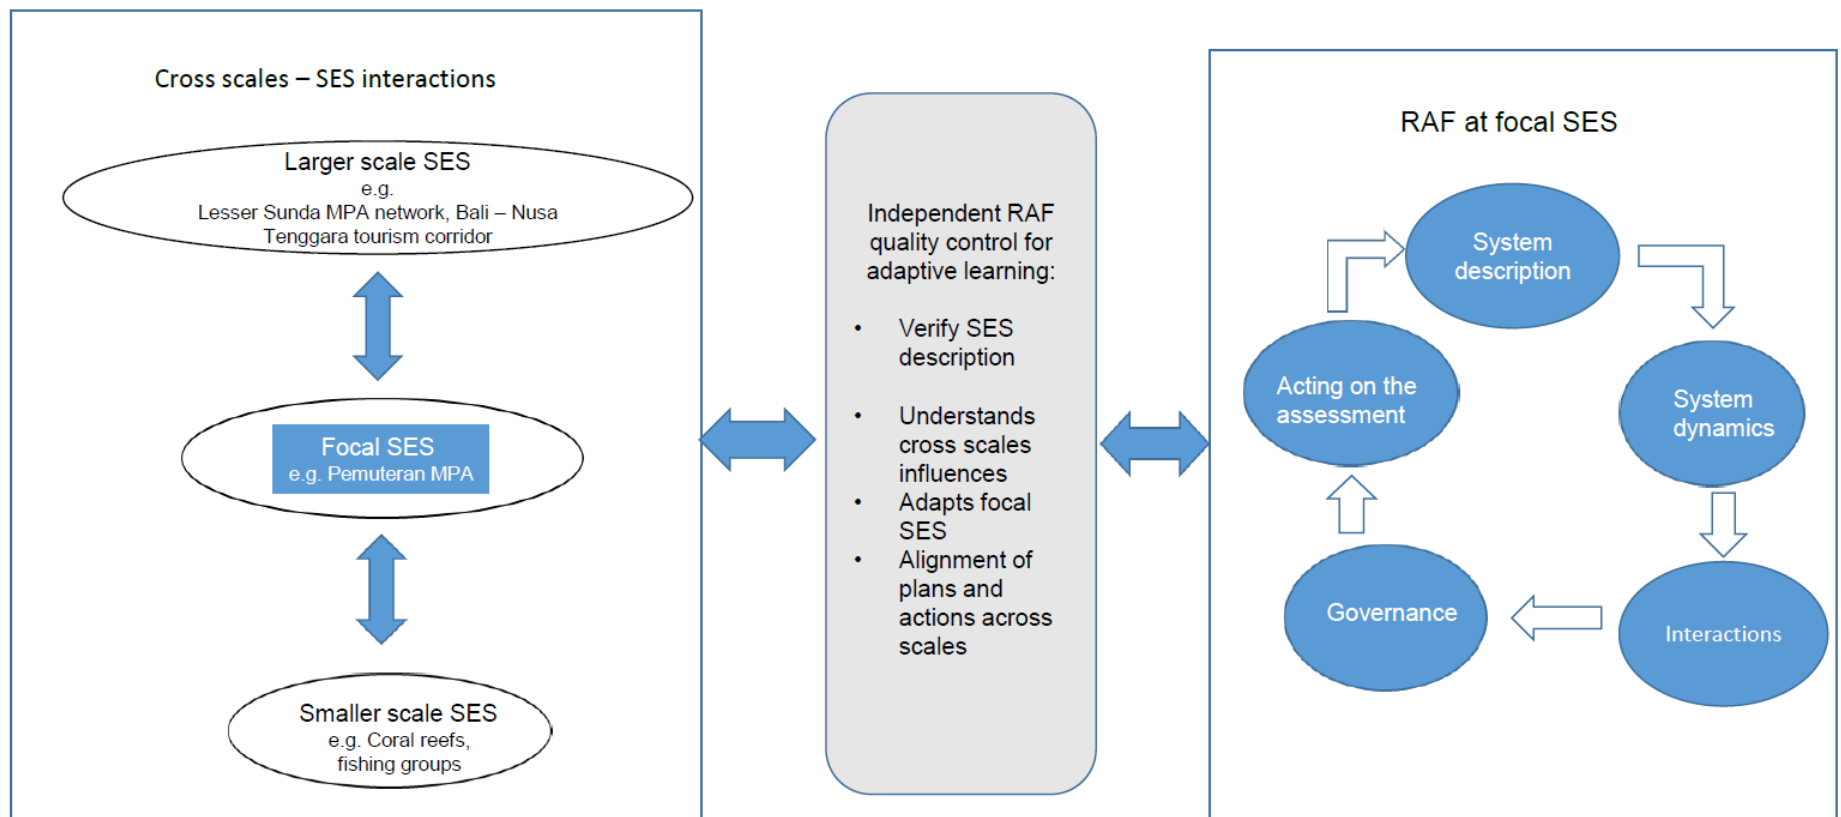 Cross scales – SES interactions
Larger scale SES
e.g.
Lesser Sunda MPA network, Bali – Nusa
Tenggara tourism corridor
Focal SES
e.g. Pemuteran MPA
Smaller scale SES
e.g. Coral reefs,
fishing groups
Independent RAF
quality control for
adaptive learning:
• Verify SES
description
• Understands
cross scales
influences
• Adapts focal
SES
• Alignment of
plans and
actions across
scales
RAF at focal SES
System
description
System
dynamics
Interactions
Governance
Acting on the
assessment